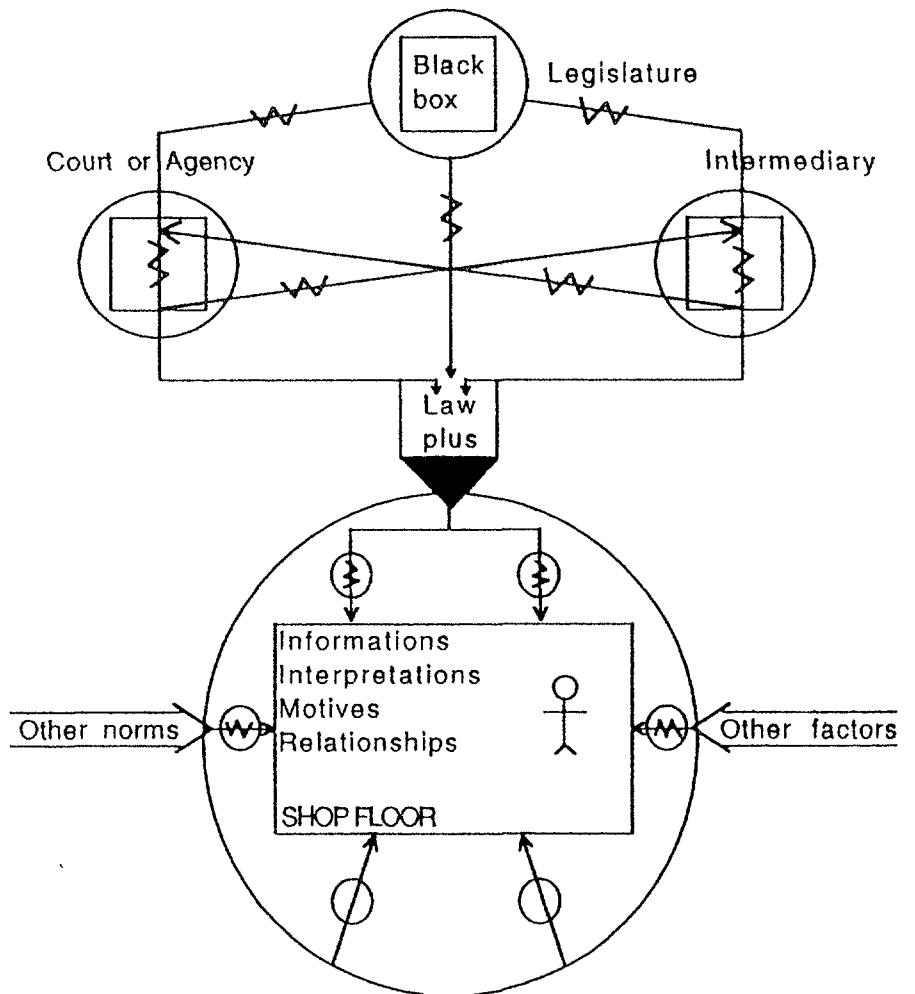 Black
box
Legislature
Court or Agency
Intermediary
Law
plus
Informations
Interpretations
Motives
Relationships
SHOP FLOOR
Other norms
Other factors